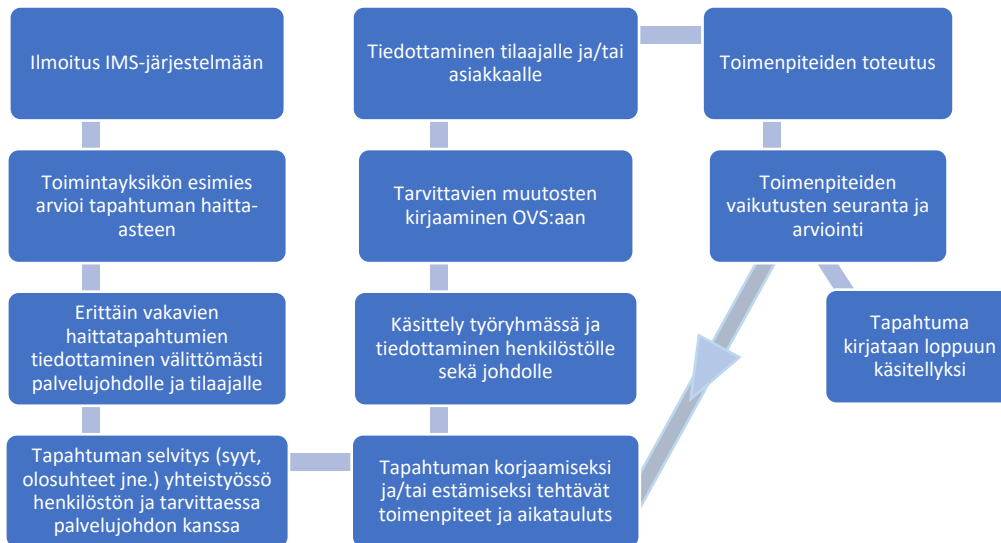 Ilmoitus IMS-järjestelmään
Toimintayksikön esimies
arvioi tapahtuman haitta-
asteen
Erittäin vakavien
haittatapahtumien
tiedottaminen välittömästi
palvelujohdolle ja tilaajalle
Tapahtuman selvitys (syyt,
olosuhteet jne.) yhteistyössö
henkilöstön ja tarvittaessa
palvelujohdon kanssa
Tapahtuman korjaamiseksi
ja/tai estämiseksi tehtävät
toimenpiteet ja aikatauluts
Käsittely työryhmässä ja
tiedottaminen henkilöstölle
sekä johdolle
Tarvittavien muutosten
kirjaaminen OVS:aan
Tiedottaminen tilaajalle ja/tai
asiakkaalle
Toimenpiteiden toteutus
Toimenpiteiden
vaikutusten seuranta ja
arviointi
Tapahtuma
kirjataan loppuun
käsitellyksi